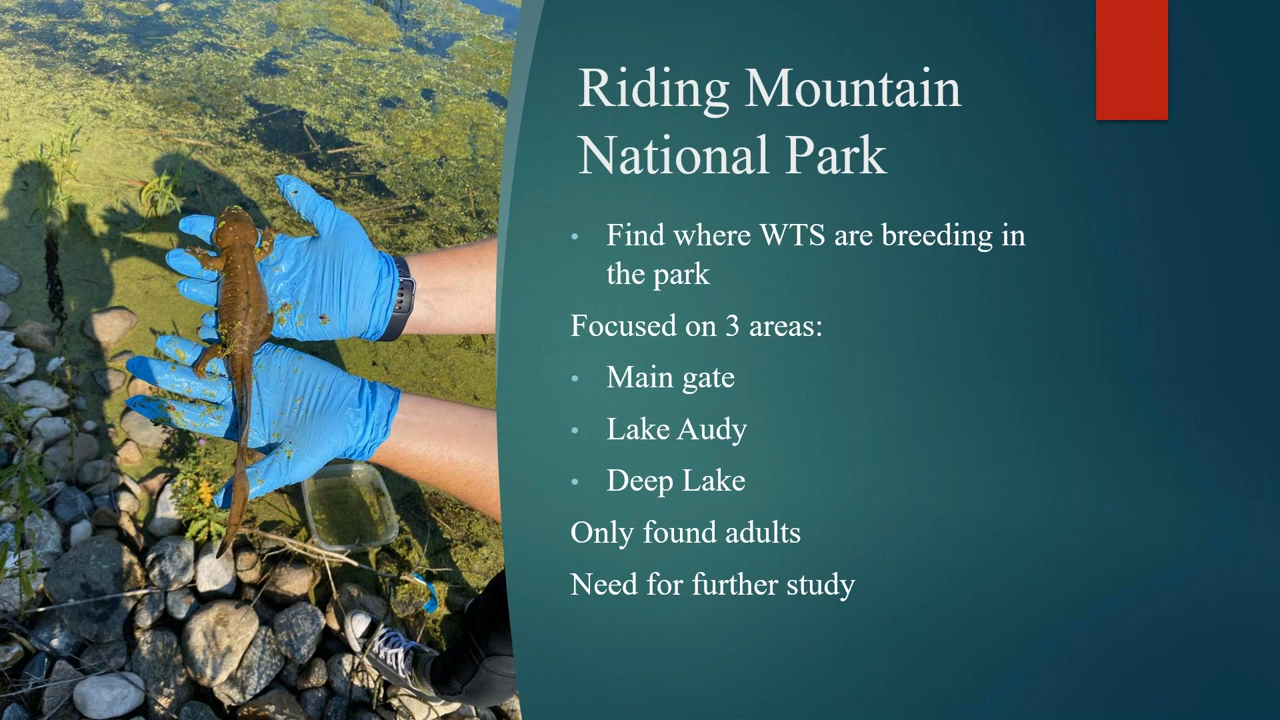 Riding Mountain
National Park
• Find where WTS are breeding in
the park
Focused on 3 areas:
• Main gate
• Lake Audy
• Deep Lake
Only found adults
Need for further study